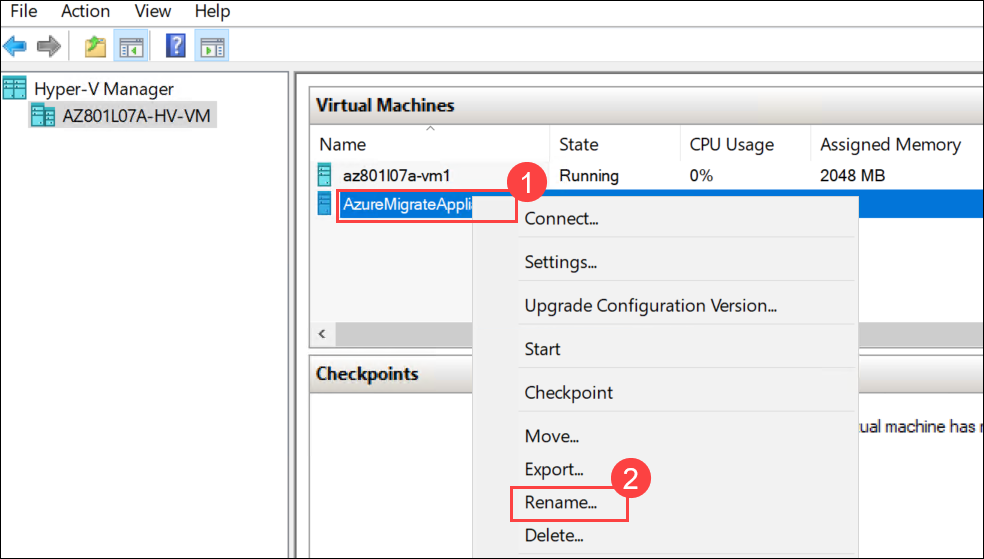 File Action View Help
Hyper-V Manager
AZ801L07A-HV-VM
Virtual Machines
Name State CPU Usage Assigned Memory
az801l07a-vm1 Running 0% 2048 MB
1
AzureMigrateAppli
Connect...
Settings...
Upgrade Configuration Version...
Start
Checkpoints
Checkpoint
machine has
Move...
Export...
2
Rename...
Delete...